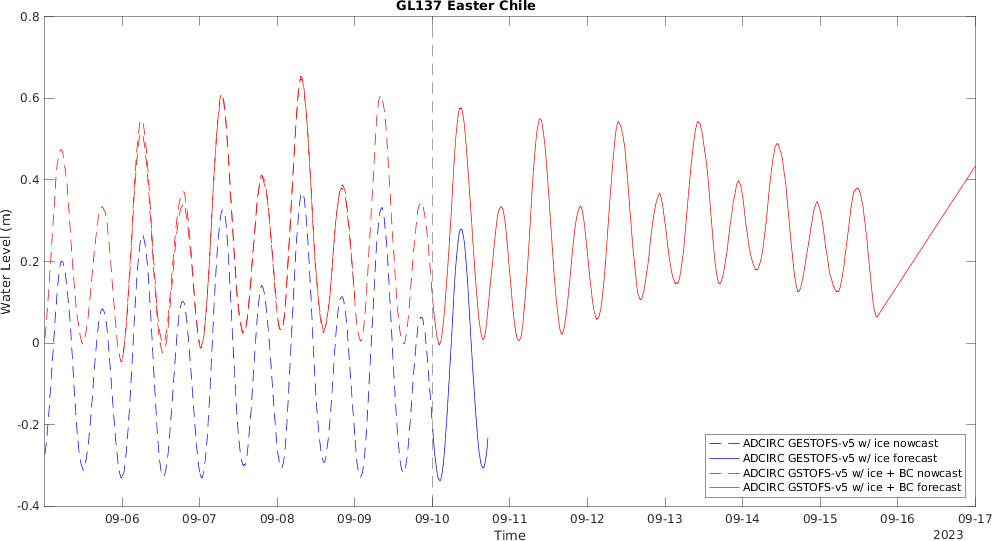 GL137 Easter Chile
0.8
0.6
0.4
0.2
0
-0.2
-0.4
Water Level (m)
ADCIRC GESTOFS-v5 w/ ice nowcast
ADCIRC GESTOFS-v5 w/ ice forecast
ADCIRC GSTOFS-v5 w/ ice + BC nowcast
ADCIRC GSTOFS-v5 w/ ice + BC forecast
09-06 09-07 09-08 09-09 09-10 09-11 09-12 09-13 09-14 09-15 09-16 09-17
Time
2023